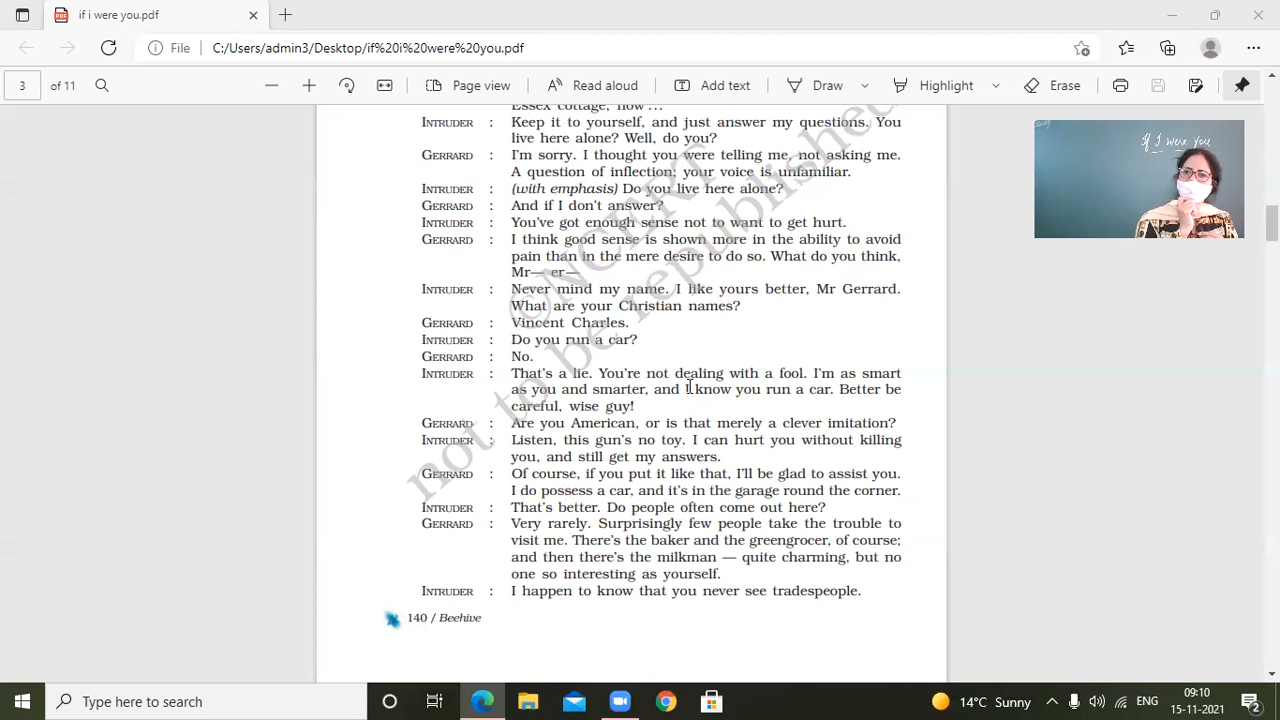 if i were you.pdf
File C:/Users/admin3/Desktop/if%20i%20were%20you.pdf
3 of 11 Page view Read aloud Add text Draw Highlight Erase
Essex cottage, now ...
INTRUDER : Keep it to yourself, and just answer my questions. You
live here alone? Well, do you?
GERRARD : I'm sorry. I thought you were telling me, not asking me.
A question of inflection; your voice is unfamiliar.
INTRUDER : (with emphasis) Do you live here alone?
GERRARD : And if I don't answer?
INTRUDER : You've got enough sense not to want to get hurt.
GERRARD : I think good sense is shown more in the ability to avoid
pain than in the mere desire to do so. What do you think,
Mr— er—
INTRUDER : Never mind my name. I like yours better, Mr Gerrard.
What are your Christian names?
GERRARD : Vincent Charles.
INTRUDER : Do you run a car?
GERRARD : No.
INTRUDER : That's a lie. You're not dealing with a fool. I'm as smart
as you and smarter, and I know you run a car. Better be
careful, wise guy!
GERRARD : Are you American, or is that merely a clever imitation?
INTRUDER : Listen, this gun's no toy. I can hurt you without killing
you, and still get my answers.
GERRARD : Of course, if you put it like that, I'll be glad to assist you.
I do possess a car, and it's in the garage round the corner.
INTRUDER : That's better. Do people often come out here?
GERRARD : Very rarely. Surprisingly few people take the trouble to
visit me. There's the baker and the greengrocer, of course;
and then there's the milkman — quite charming, but no
one so interesting as yourself.
INTRUDER : I happen to know that you never see tradespeople.
140 / Beehive
©NCERT
not to be republished
If I were you
Type here to search
14°C Sunny ENG 09:10
15-11-2021
2